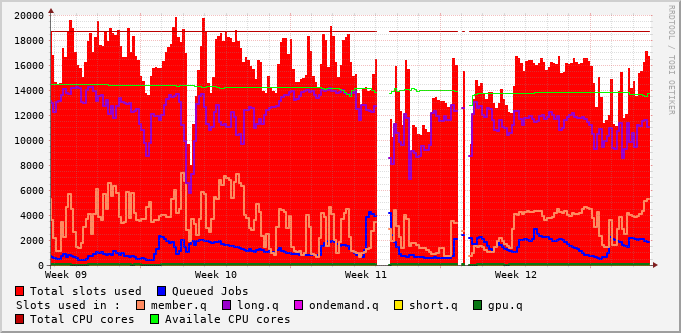 20000
18000
16000
14000
12000
10000
8000
6000
4000
2000
0
Week 09 Week 10 Week 11 Week 12
RRDTOOL / TOBI OETIKER
Total slots used Queued Jobs
Slots used in : member.q long.q ondemand.q short.q gpu.q
Total CPU cores Availale CPU cores